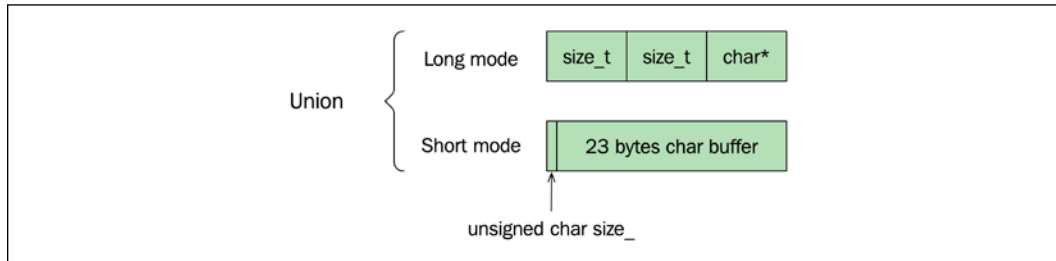 Long mode size_t size_t char*
Union
Short mode 23 bytes char buffer
unsigned char size_